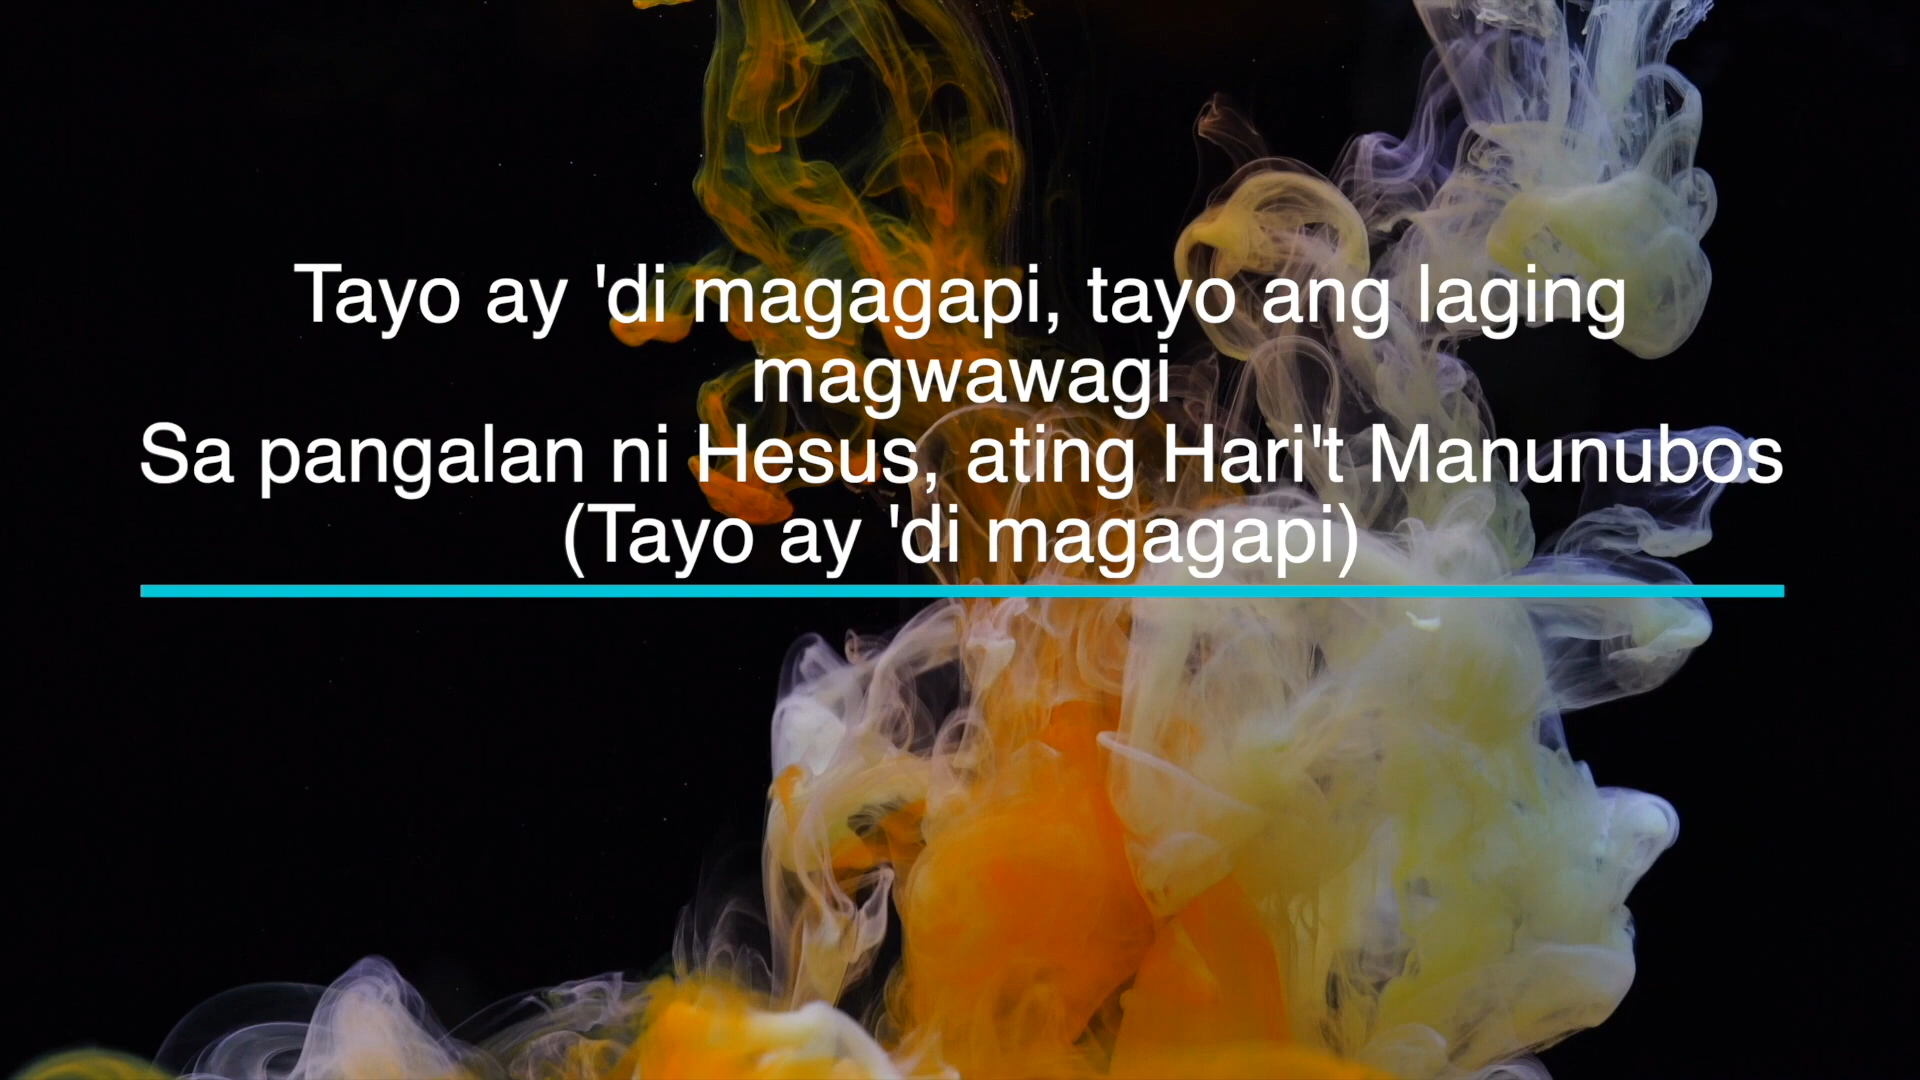 Tayo ay 'di magagapi, tayo ang laging
magwawagi
Sa pangalan ni Hesus, ating Hari't Manunubos
(Tayo ay 'di magagapi)